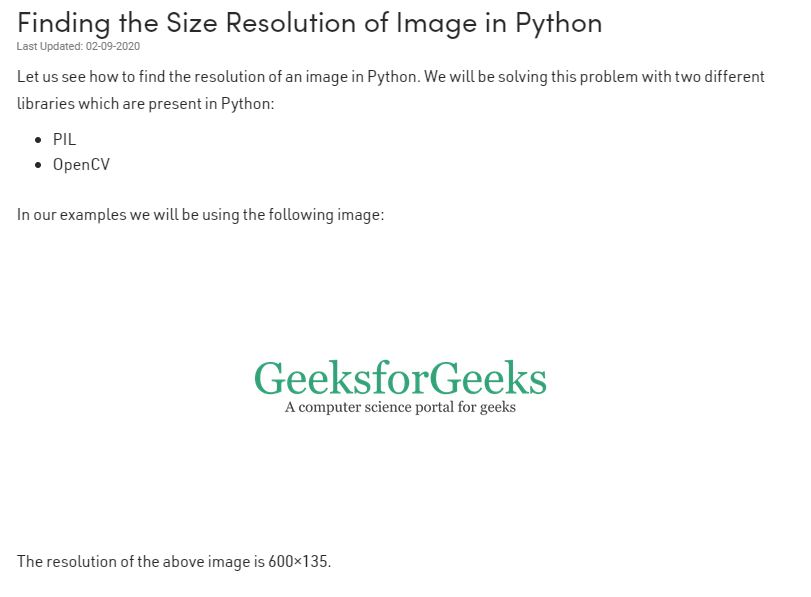 Finding the Size Resolution of Image in Python
Last Updated: 02-09-2020
Let us see how to find the resolution of an image in Python. We will be solving this problem with two different
libraries which are present in Python:
• PIL
• OpenCV
In our examples we will be using the following image:
GeeksforGeeks
A computer science portal for geeks
The resolution of the above image is 600×135.